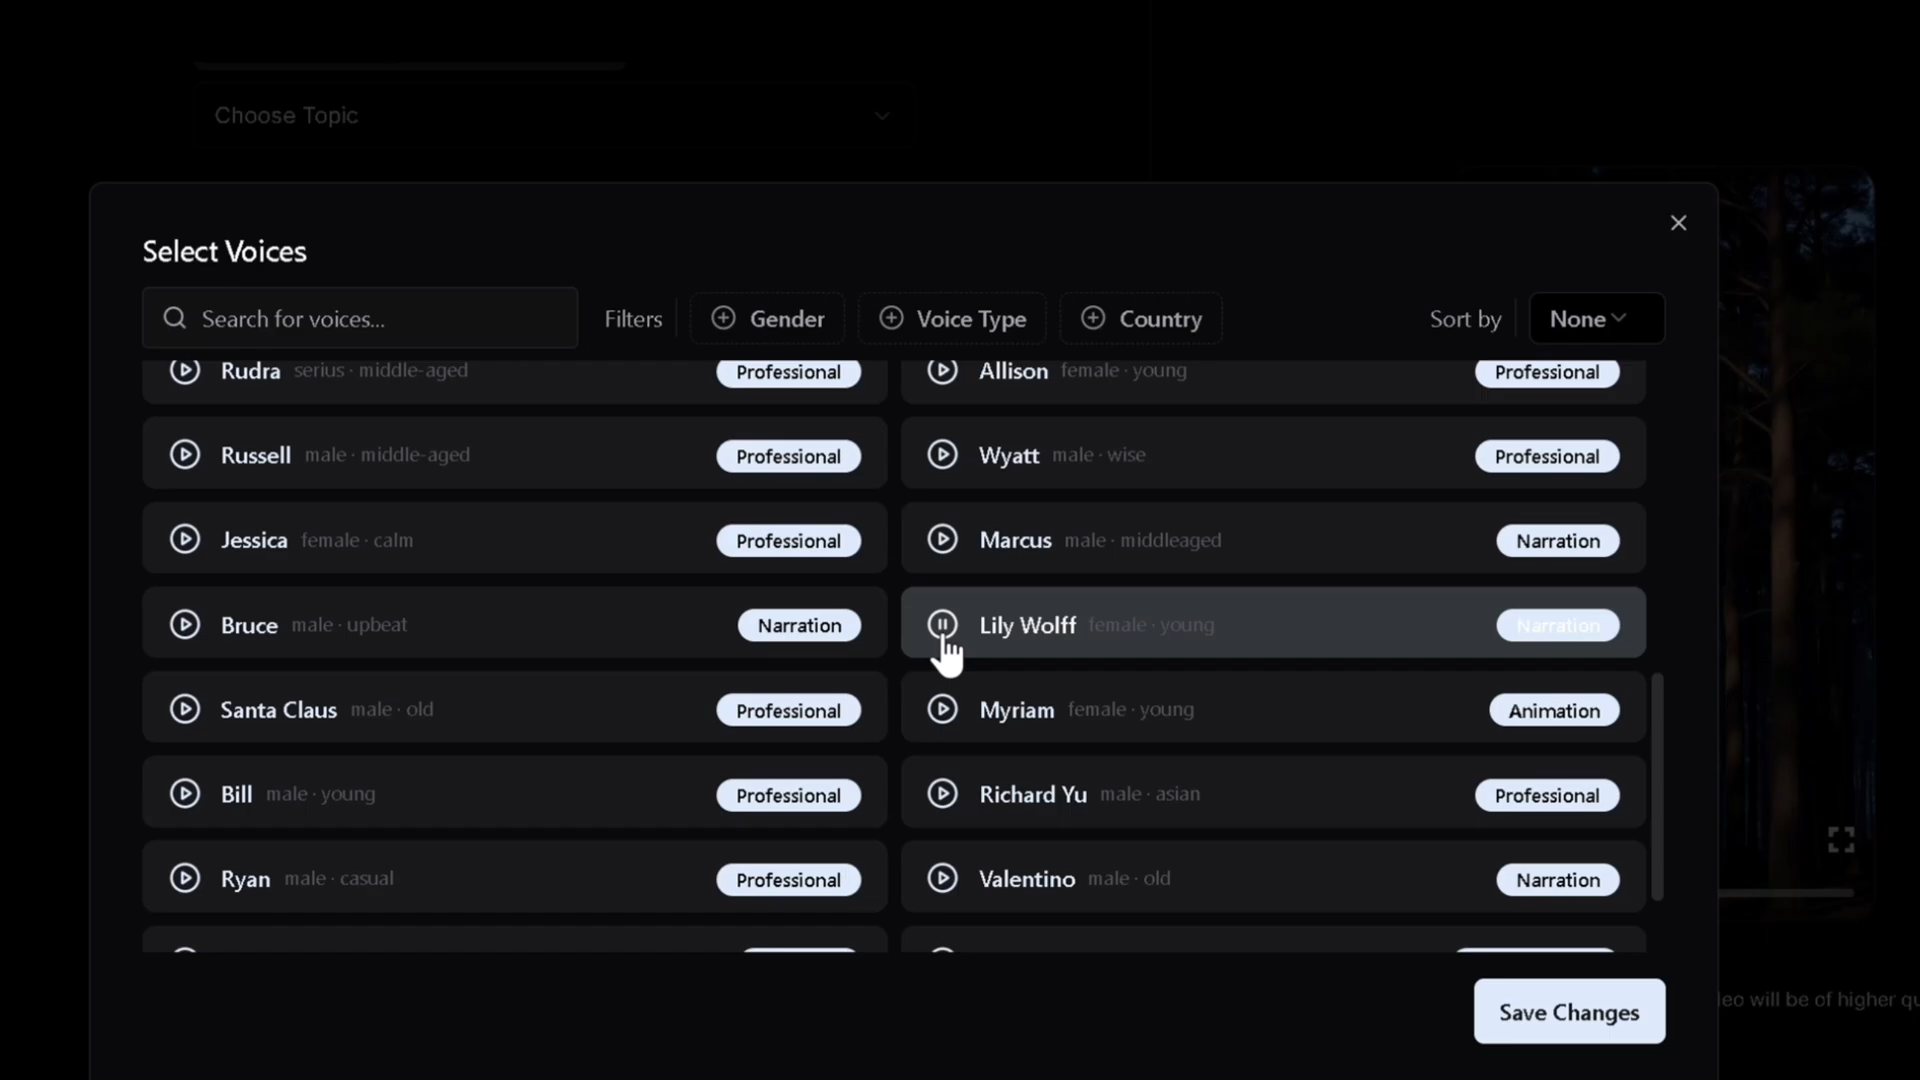 Choose Topic
Select Voices
Search for voices...
Filters
Gender
Voice Type
Country
Sort by
None
Rudra serius · middle-aged Professional
Allison female · young Professional
Russell male · middle-aged Professional
Wyatt male · wise Professional
Jessica female · calm Professional
Marcus male · middleaged Narration
Bruce male · upbeat Narration
Lily Wolff female · young Narration
Santa Claus male · old Professional
Myriam female · young Animation
Bill male · young Professional
Richard Yu male · asian Professional
Ryan male · casual Professional
Valentino male · old Narration
will be of higher
Save Changes